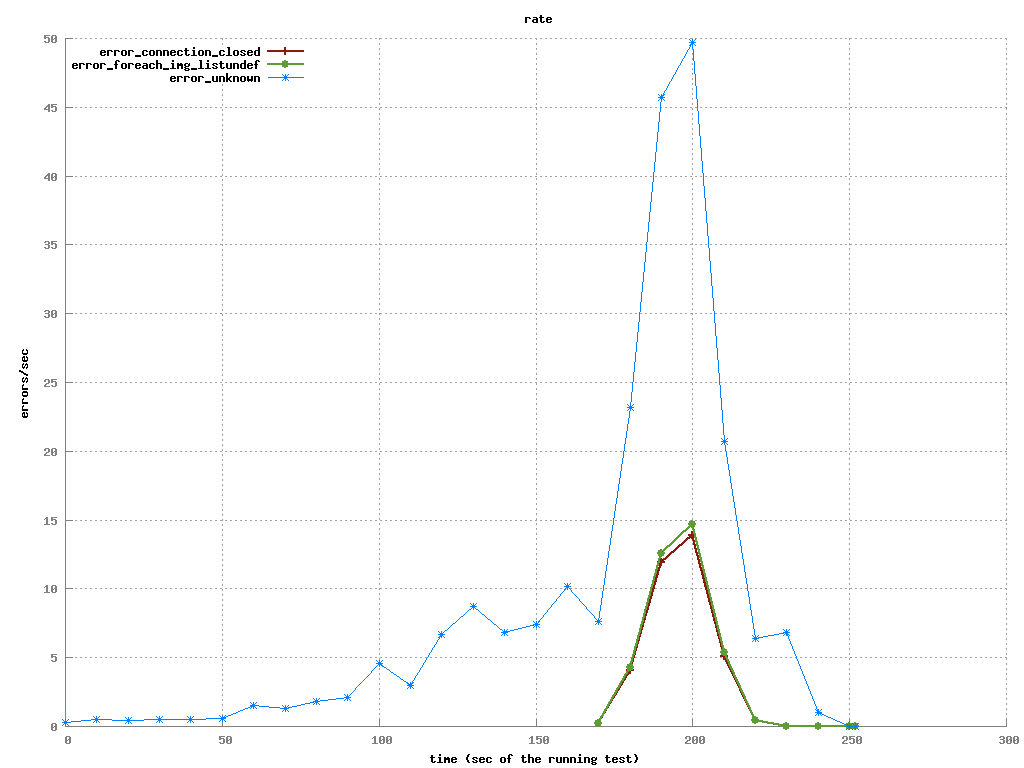 rate
50
error_connection_closed
error_foreach_img_listundef
error_unknown
45
40
35
30
25
20
15
10
5
0
errors/sec
0 50 100 150 200 250 300
time (sec of the running test)